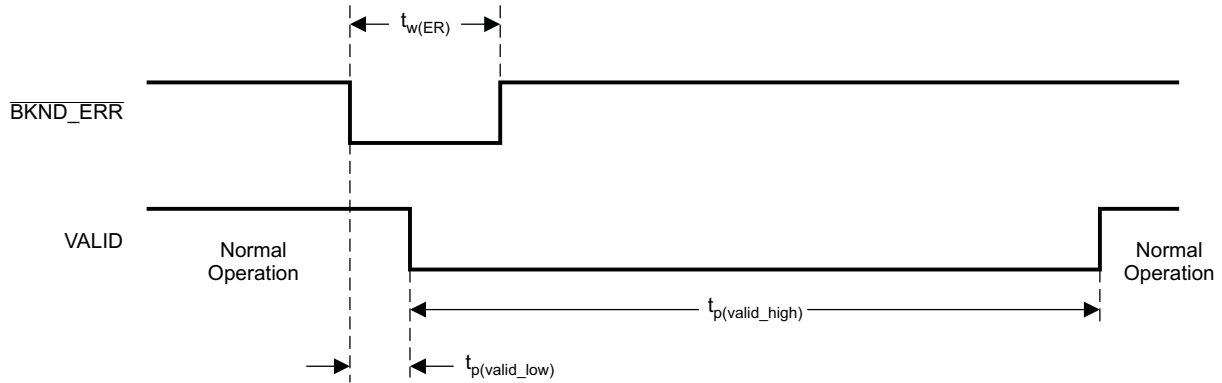 tw(ER)
BKND_ERR
VALID
Normal
Operation
Normal
Operation
tp(valid_high)
tp(valid_low)